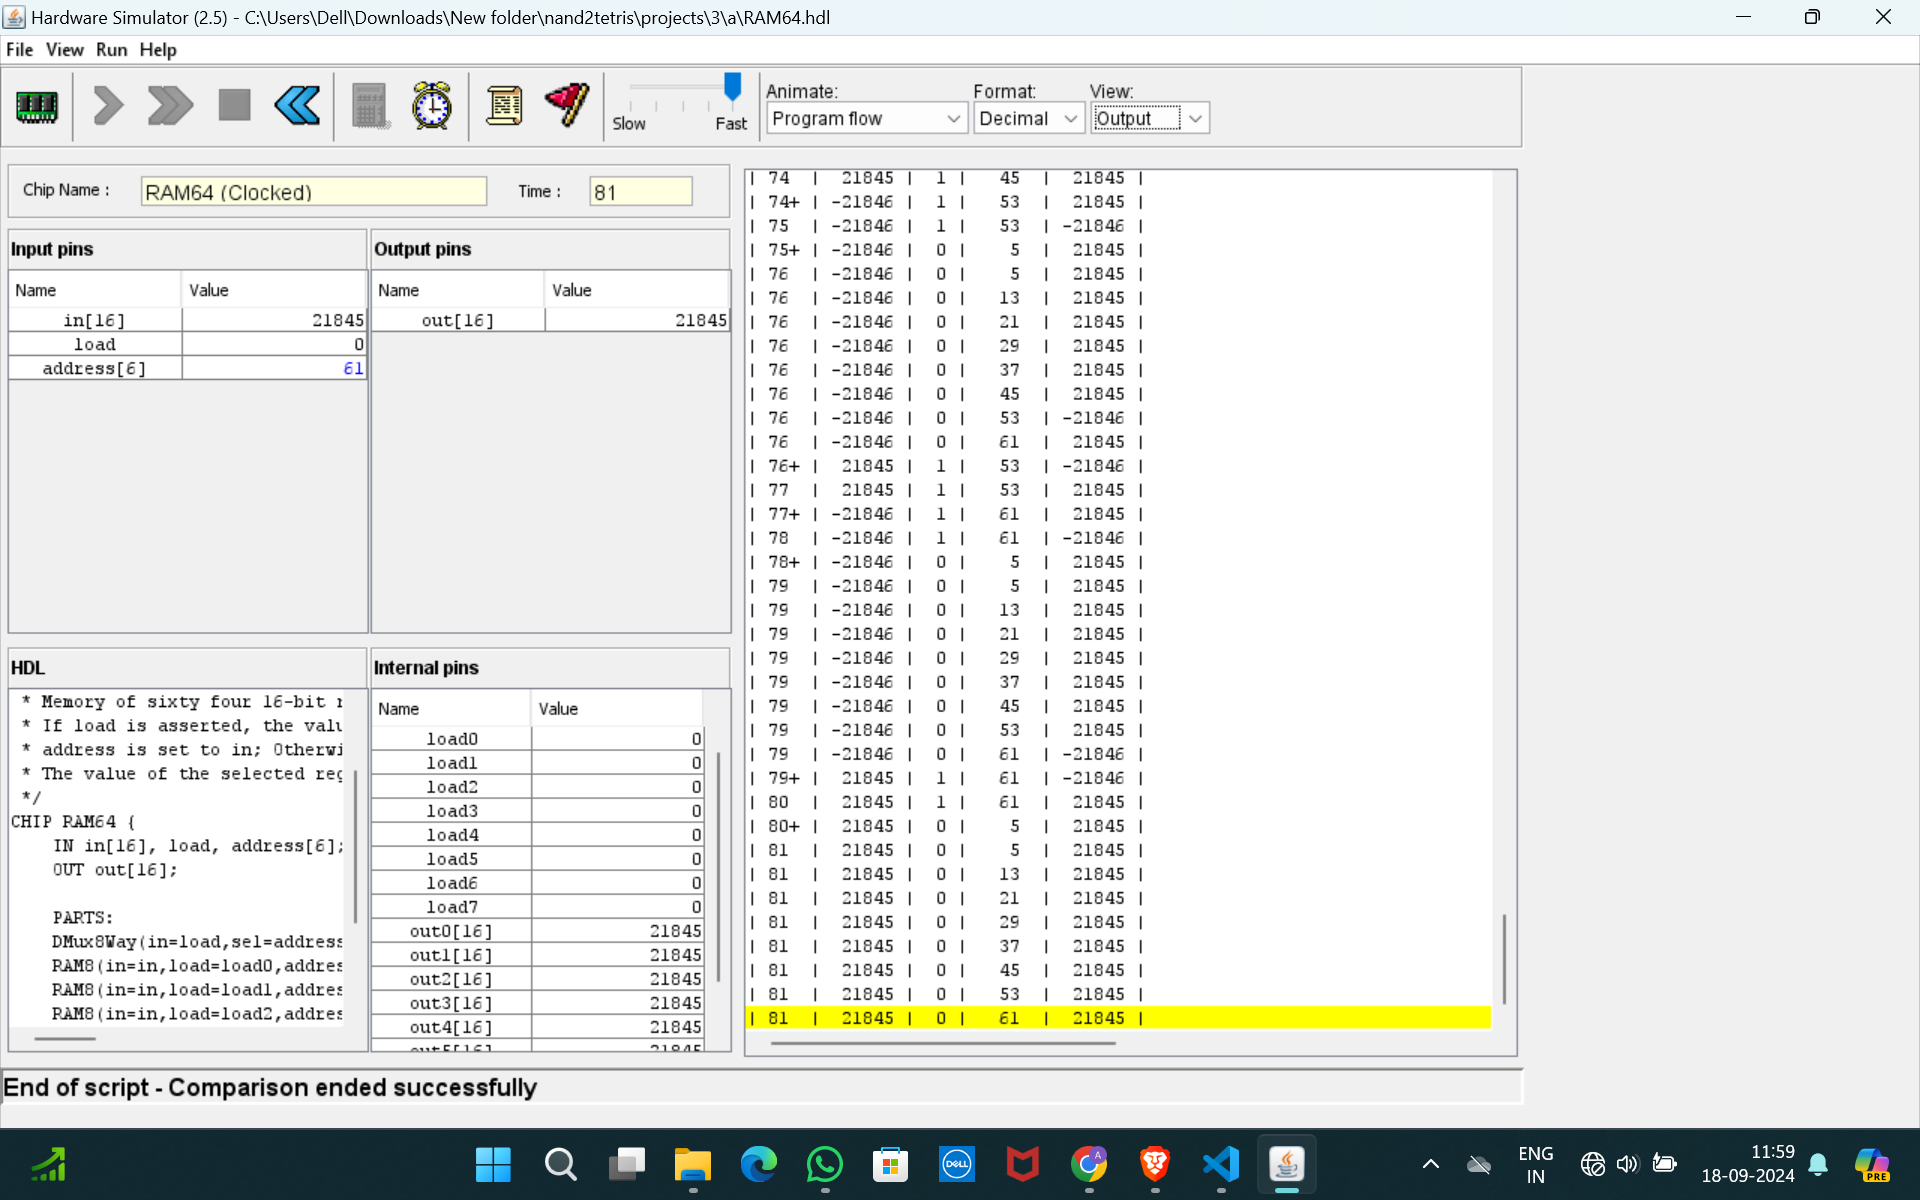 Hardware Simulator (2.5) - C:\Users\Dell\Downloads\New folder\nand2tetris\projects\3\a\RAM64.hdl
File View Run Help
Slow Fast
Animate: Format: View:
Program flow Decimal Output
Chip Name : RAM64 (Clocked) Time : 81
Input pins
Name Value
in[16] 21845
load 0
address[6] 61
Output pins
Name Value
out[16] 21845
HDL
* Memory of sixty four 16-bit r
* If load is asserted, the valu
* address is set to in; Otherwi
* The value of the selected reg
*/
CHIP RAM64 {
IN in[16], load, address[6];
OUT out[16];
PARTS:
DMux8Way(in=load,sel=address
RAM8(in=in,load=load0,addres
RAM8(in=in,load=load1,addres
RAM8(in=in,load=load2,addres
Internal pins
Name Value
load0 0
load1 0
load2 0
load3 0
load4 0
load5 0
load6 0
load7 0
out0[16] 21845
out1[16] 21845
out2[16] 21845
out3[16] 21845
out4[16] 21845
out5[16] 21845
| 74 | 21845 | 1 | 45 | 21845 |
| 74+ | -21846 | 1 | 53 | 21845 |
| 75 | -21846 | 1 | 53 | -21846 |
| 75+ | -21846 | 0 | 5 | 21845 |
| 76 | -21846 | 0 | 5 | 21845 |
| 76 | -21846 | 0 | 13 | 21845 |
| 76 | -21846 | 0 | 21 | 21845 |
| 76 | -21846 | 0 | 29 | 21845 |
| 76 | -21846 | 0 | 37 | 21845 |
| 76 | -21846 | 0 | 45 | 21845 |
| 76 | -21846 | 0 | 53 | -21846 |
| 76 | -21846 | 0 | 61 | 21845 |
| 76+ | 21845 | 1 | 53 | -21846 |
| 77 | 21845 | 1 | 53 | 21845 |
| 77+ | -21846 | 1 | 61 | 21845 |
| 78 | -21846 | 1 | 61 | -21846 |
| 78+ | -21846 | 0 | 5 | 21845 |
| 79 | -21846 | 0 | 5 | 21845 |
| 79 | -21846 | 0 | 13 | 21845 |
| 79 | -21846 | 0 | 21 | 21845 |
| 79 | -21846 | 0 | 29 | 21845 |
| 79 | -21846 | 0 | 37 | 21845 |
| 79 | -21846 | 0 | 45 | 21845 |
| 79 | -21846 | 0 | 53 | 21845 |
| 79 | -21846 | 0 | 61 | -21846 |
| 79+ | 21845 | 1 | 61 | -21846 |
| 80 | 21845 | 1 | 61 | 21845 |
| 80+ | 21845 | 0 | 5 | 21845 |
| 81 | 21845 | 0 | 5 | 21845 |
| 81 | 21845 | 0 | 13 | 21845 |
| 81 | 21845 | 0 | 21 | 21845 |
| 81 | 21845 | 0 | 29 | 21845 |
| 81 | 21845 | 0 | 37 | 21845 |
| 81 | 21845 | 0 | 45 | 21845 |
| 81 | 21845 | 0 | 53 | 21845 |
| 81 | 21845 | 0 | 61 | 21845 |
End of script - Comparison ended successfully
DELL
A
ENG
IN
11:59
18-09-2024
PRE